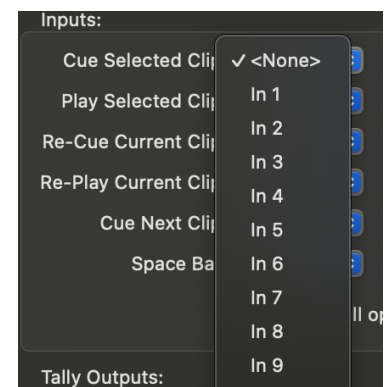 Inputs:
Cue Selected Clip
✓ <None>
Play Selected Clip
In 1
In 2
Re-Cue Current Clip
In 3
Re-Play Current Clip
In 4
Cue Next Clip
In 5
Space Ba
In 6
In 7
ll op
In 8
In 9
Tally Outputs: